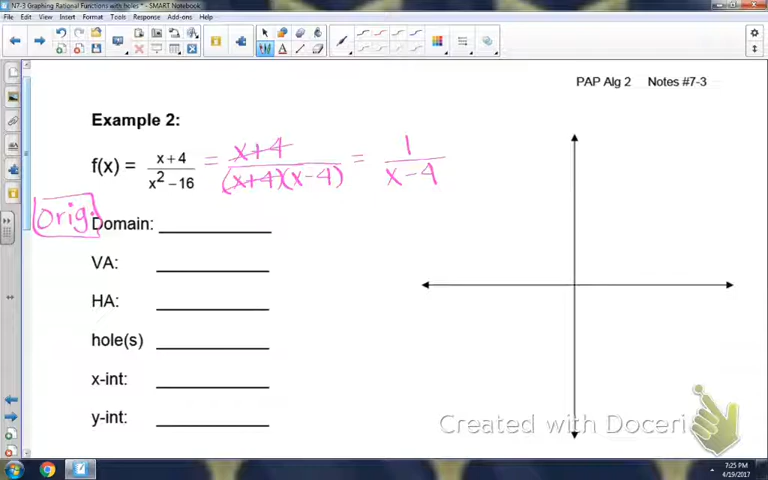 N7-3 Graphing Rational Functions with holes * - SMART Notebook
File Edit View Insert Format Tools Add-ons Response Help
PAP Alg 2 Notes #7-3
Example 2:
f(x) = x+4 / x² − 16 = x+4 / (x+4)(x−4) = 1 / x−4
Orig. Domain:
VA:
HA:
hole(s)
x-int:
y-int:
Created with Doceri
7:25 PM
4/19/2017